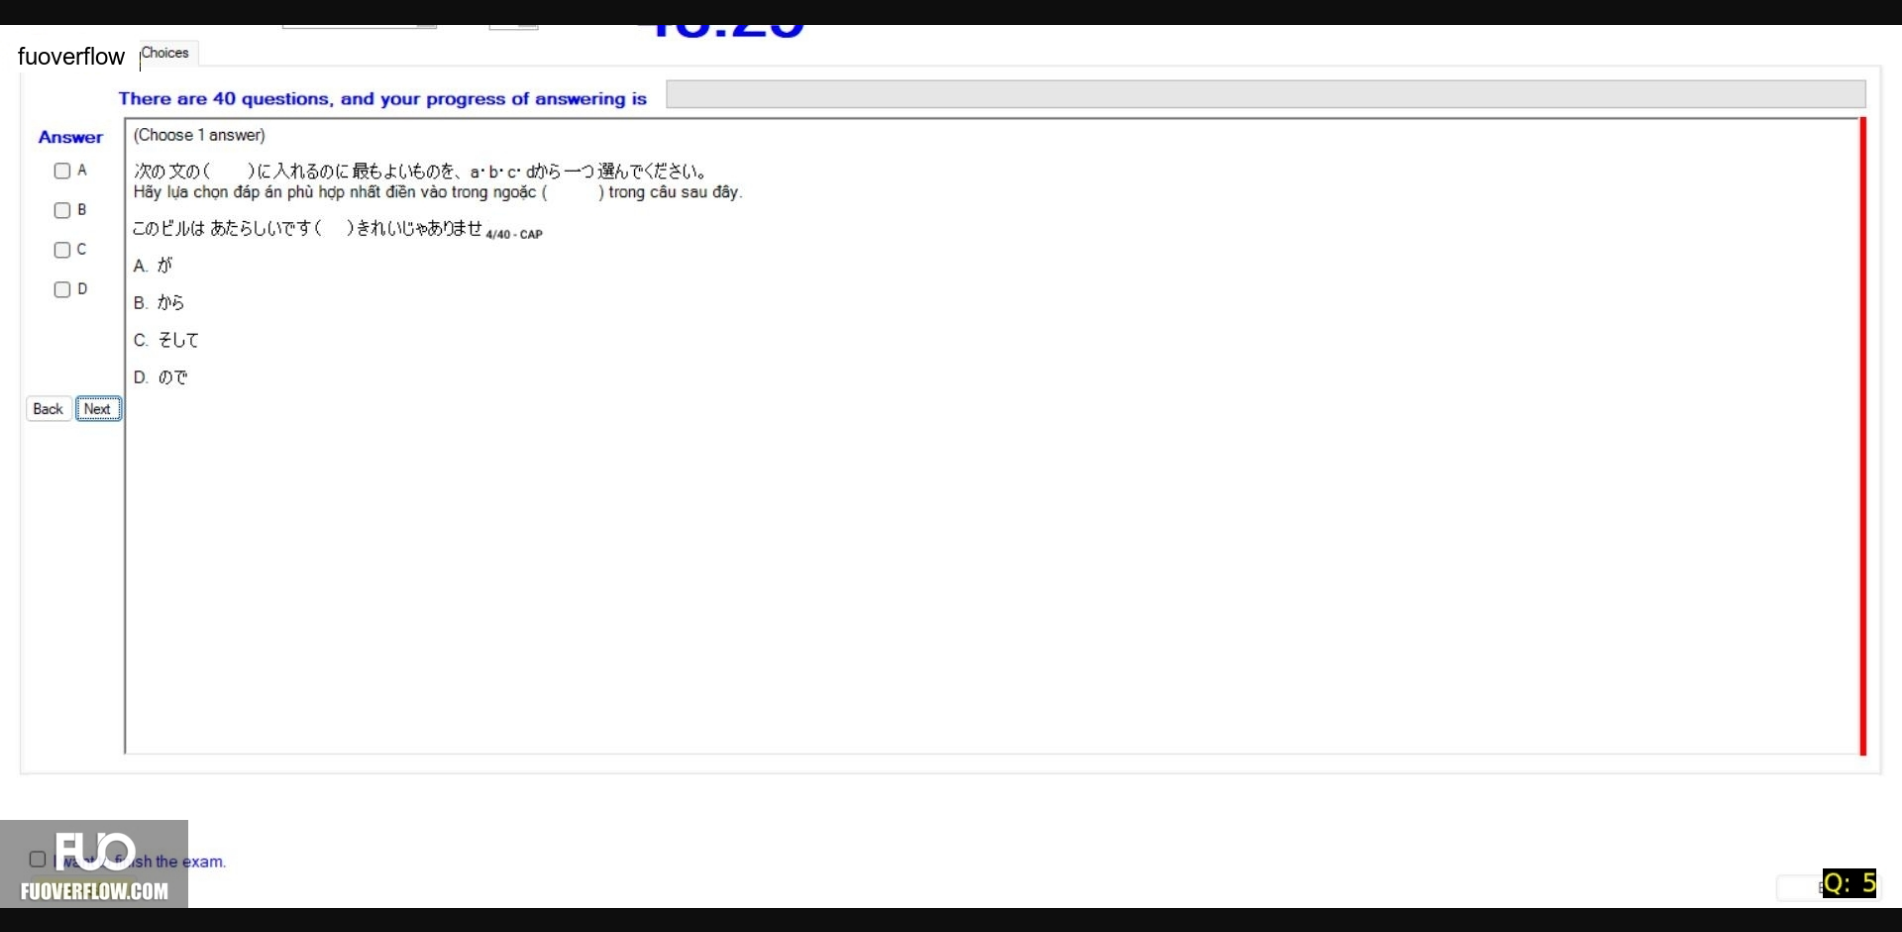 fuoverflow
Choices
There are 40 questions, and your progress of answering is
Answer
(Choose 1 answer)
A
次の 文の (　　)に 入れるのに 最もよいものを、a・b・c・dから 一つ 選んでください。
Hãy lựa chọn đáp án phù hợp nhất điền vào trong ngoặc (　　) trong câu sau đây.
B
このビルは あたらしいです (　　) きれいじゃありませ 4/40 - CAP
C
A. が
D
B. から
C. そして
D. ので
Back Next
FUO
finish the exam.
FUOVERFLOW.COM
Q: 5